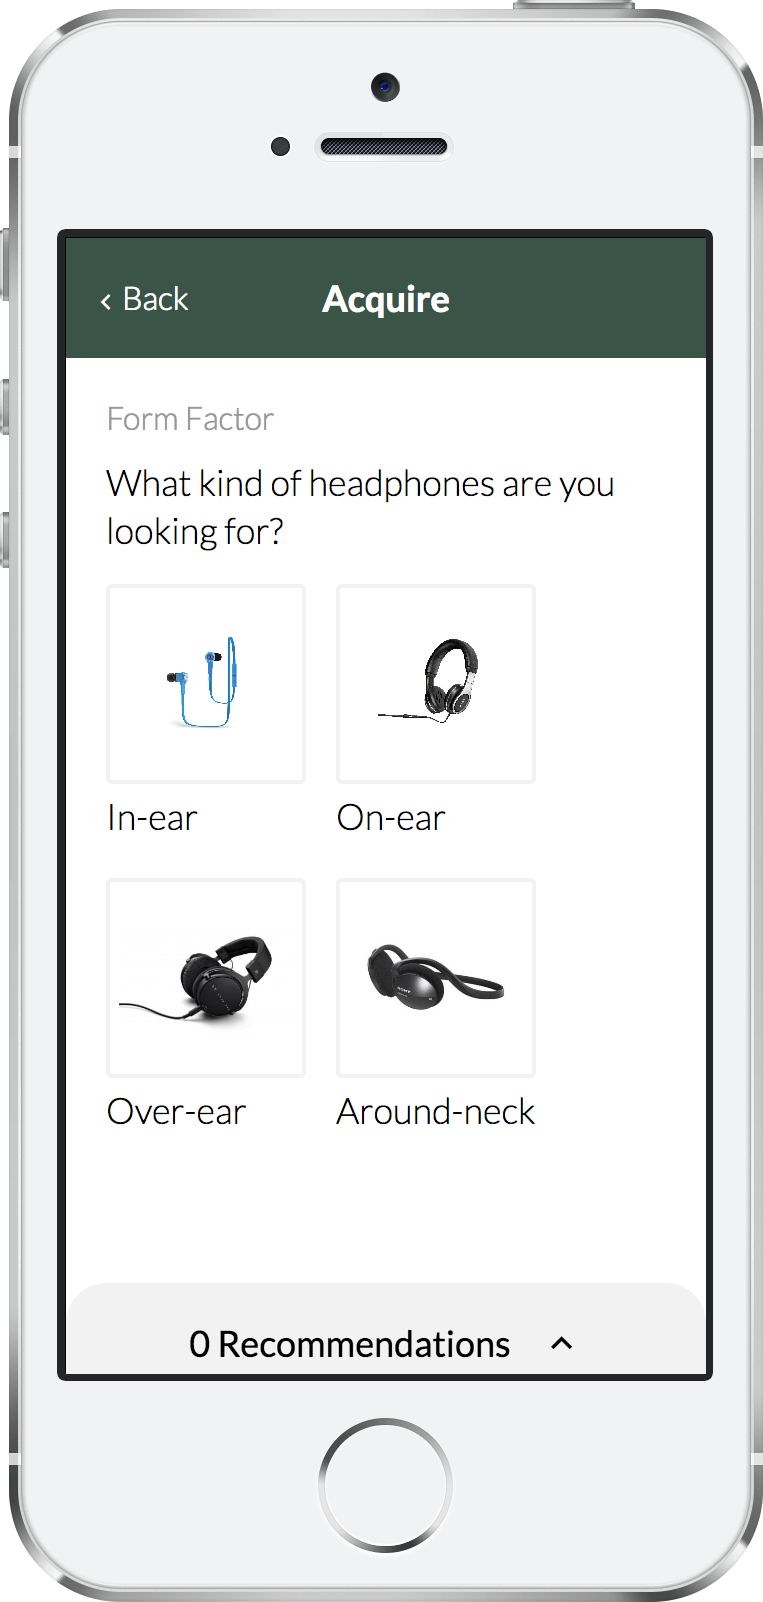 Back
Acquire
Form Factor
What kind of headphones are you
looking for?
In-ear
On-ear
Over-ear
Around-neck
0 Recommendations